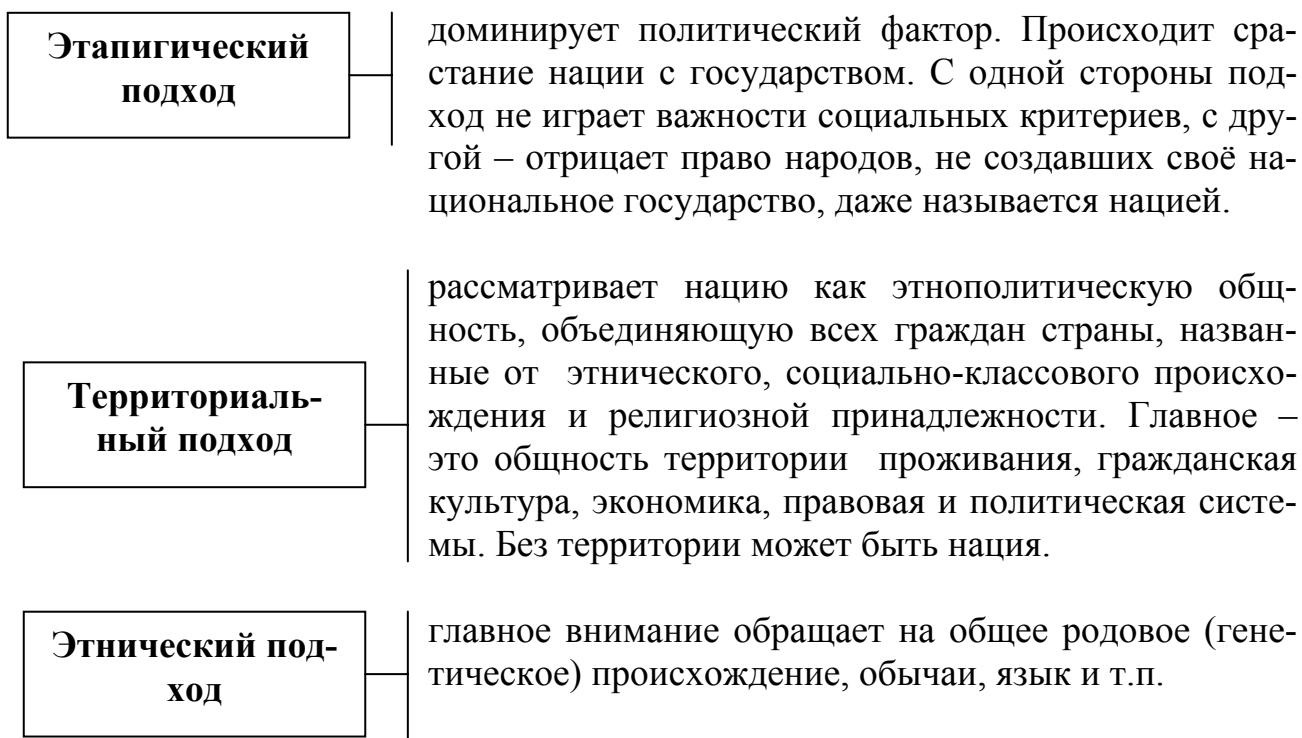 Этапигический
подход
доминирует политический фактор. Происходит сра-
стание нации с государством. С одной стороны под-
ход не играет важности социальных критериев, с дру-
гой – отрицает право народов, не создавших своё на-
циональное государство, даже называется нацией.
Территориаль-
ный подход
рассматривает нацию как этнополитическую общ-
ность, объединяющую всех граждан страны, назван-
ные от этнического, социально-классового происхо-
ждения и религиозной принадлежности. Главное –
это общность территории проживания, гражданская
культура, экономика, правовая и политическая систе-
мы. Без территории может быть нация.
Этнический под-
ход
главное внимание обращает на общее родовое (гене-
тическое) происхождение, обычаи, язык и т.п.